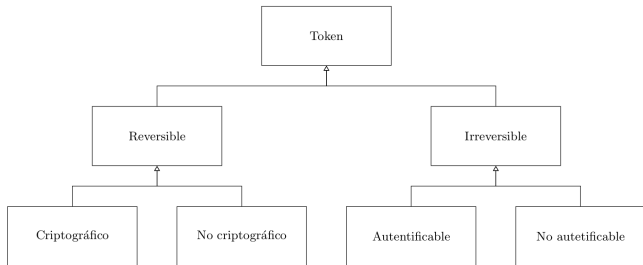 Token
Reversible
Irreversible
Criptográfico
No criptográfico
Autentificable
No autetificable